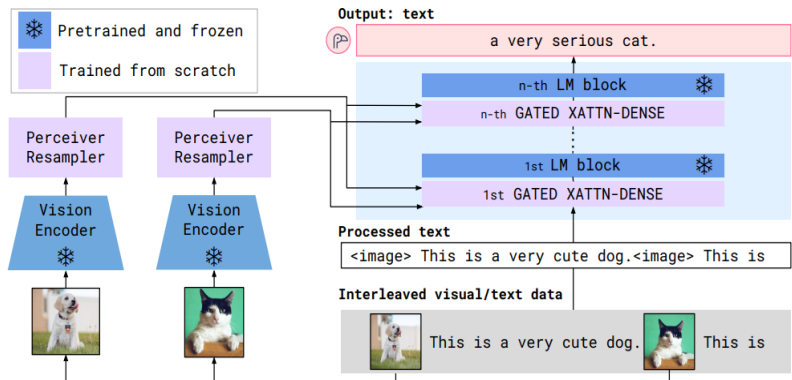 Pretrained and frozen
Trained from scratch
Perceiver
Resampler
Perceiver
Resampler
Vision
Encoder
Vision
Encoder
Output: text
a very serious cat.
n-th LM block
n-th GATED XATTN-DENSE
1st LM block
1st GATED XATTN-DENSE
Processed text
<image> This is a very cute dog.<image> This is
Interleaved visual/text data
This is a very cute dog. This is